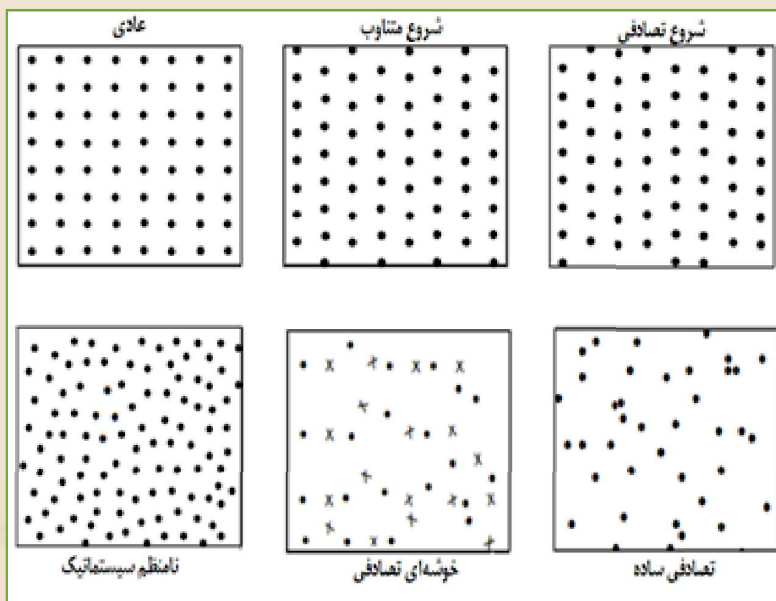 شروع تصادفی
شروع متناوب
عادی
تصادفی ساده
خوشه‌ای تصادفی
نامنظم سیستماتیک